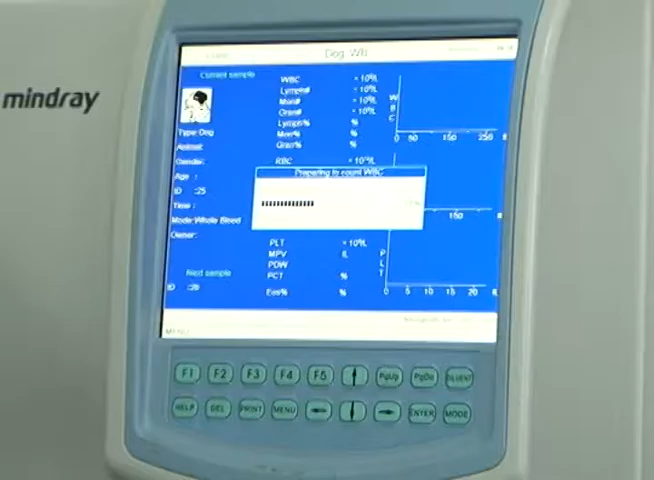 mindray
Dog WB
Current sample
Type:Dog
Animal:
Gender:
Age :
ID :25
Time :
Mode:Whole Blood
Owner:
Next sample
ID :26
WBC × 10⁹/L
Lymph# × 10⁹/L
Mon# × 10⁹/L
Gran# × 10⁹/L
Lymph% %
Mon% %
Gran% %
RBC
Preparing to count WBC
PLT × 10⁹/L
MPV fL
PDW
PCT %
Eos% %
WBC
0 50 150 250
150
PLT
0 5 10 15 20
MENU
F1 F2 F3 F4 F5 PgUp PgDn DILUENT
HELP DEL PRINT MENU ENTER MODE